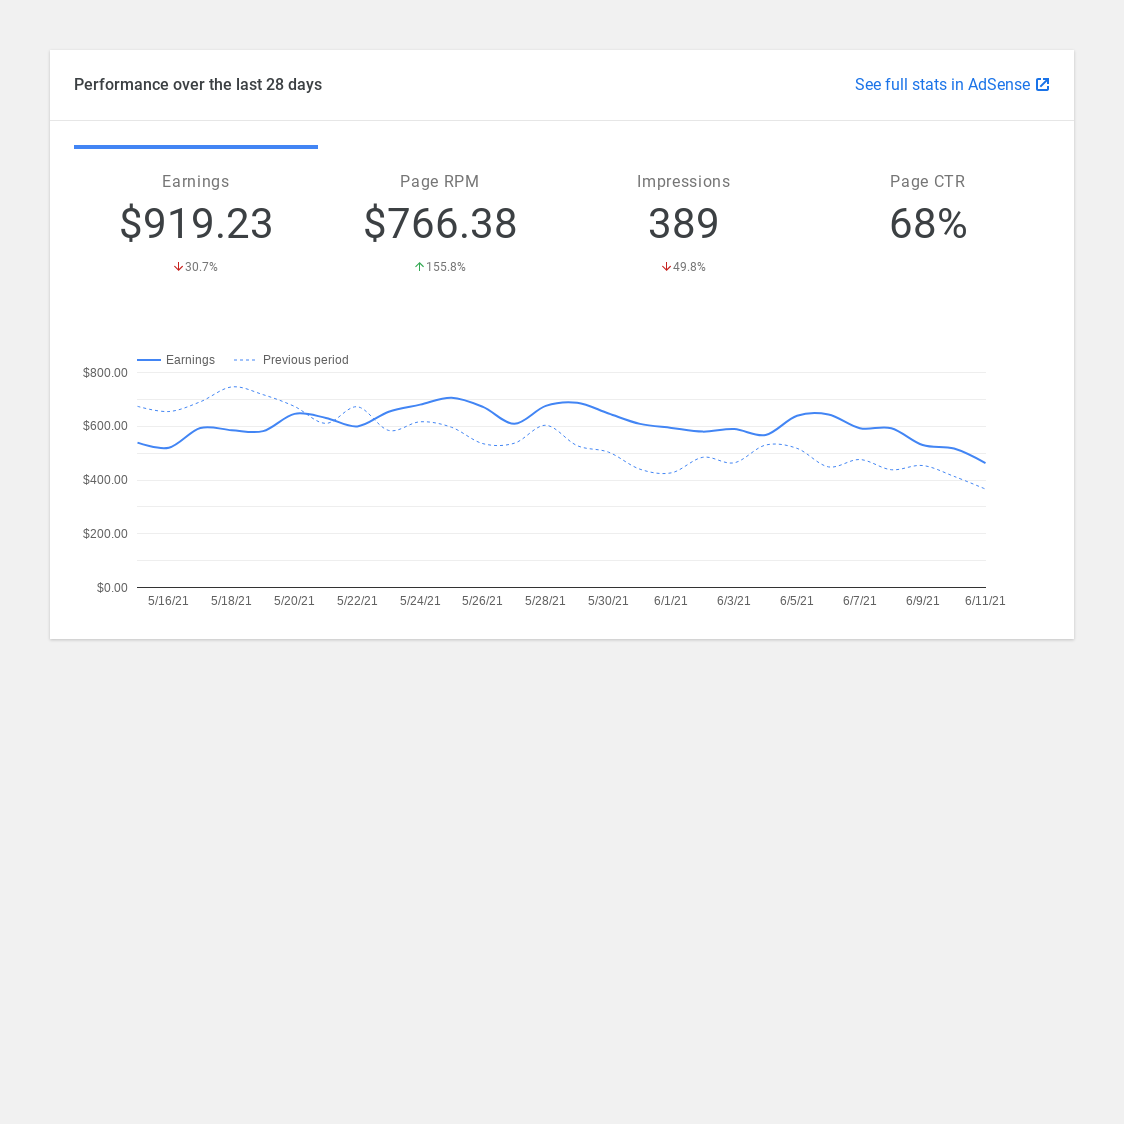 Performance over the last 28 days
See full stats in AdSense
Earnings
$919.23
30.7%
Page RPM
$766.38
155.8%
Impressions
389
49.8%
Page CTR
68%
Earnings
Previous period
$800.00
$600.00
$400.00
$200.00
$0.00
5/16/21 5/18/21 5/20/21 5/22/21 5/24/21 5/26/21 5/28/21 5/30/21 6/1/21 6/3/21 6/5/21 6/7/21 6/9/21 6/11/21